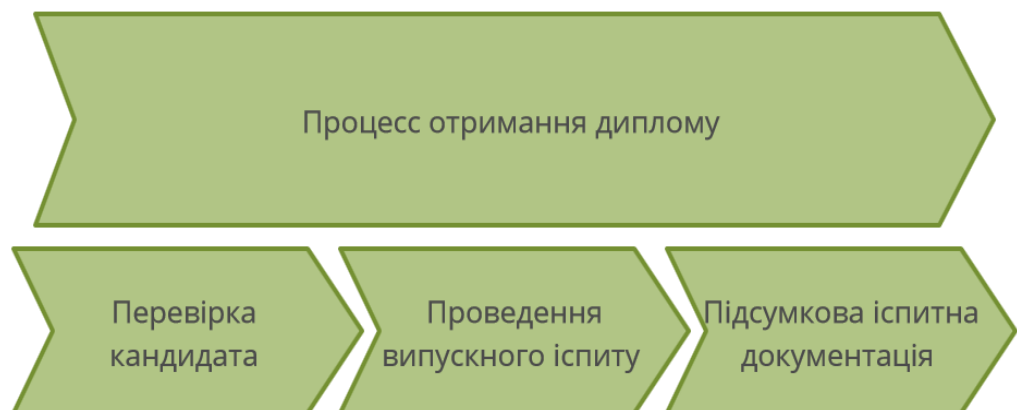 Процесс отримання диплому
Перевірка
кандидата
Проведення
випускного іспиту
Підсумкова іспитна
документація